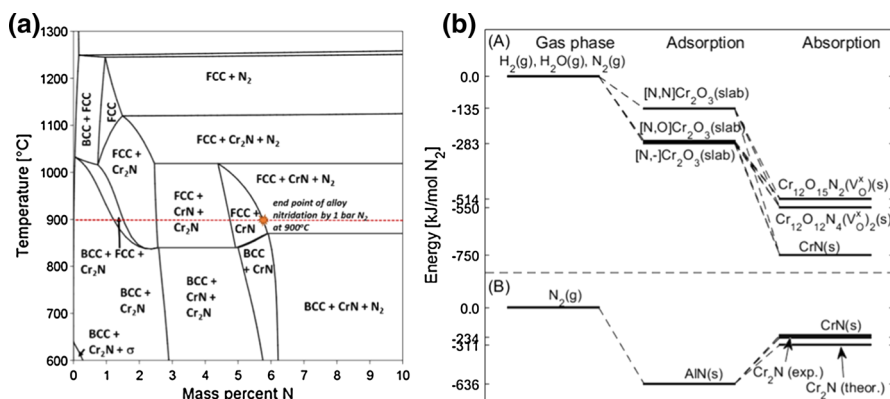 (a)
1300
1200
1100
1000
900
800
700
600
Temperature [°C]
0 1 2 3 4 5 6 7 8 9 10
Mass percent N
BCC + FCC
FCC
FCC + N2
FCC +
Cr2N
FCC + Cr2N + N2
FCC +
CrN +
Cr2N
FCC +
CrN
FCC + CrN + N2
end point of alloy
nitridation by 1 bar N2
at 900°C
BCC + FCC +
Cr2N
BCC +
Cr2N
BCC +
CrN +
Cr2N
BCC
+ CrN
BCC + CrN + N2
BCC +
Cr2N + σ
(b)
Energy [kJ/mol N2]
(A)
Gas phase
Adsorption
Absorption
H2(g), H2O(g), N2(g)
0.0
-135
-283
-514
-550
-750
[N,N]Cr2O3(slab)
[N,O]Cr2O3(slab)
[N,-]Cr2O3(slab)
Cr12O15N2(VOx)(s)
Cr12O12N4(VOx)2(s)
CrN(s)
(B)
N2(g)
0.0
-234
-311
-636
AlN(s)
CrN(s)
Cr2N (exp.)
Cr2N (theor.)